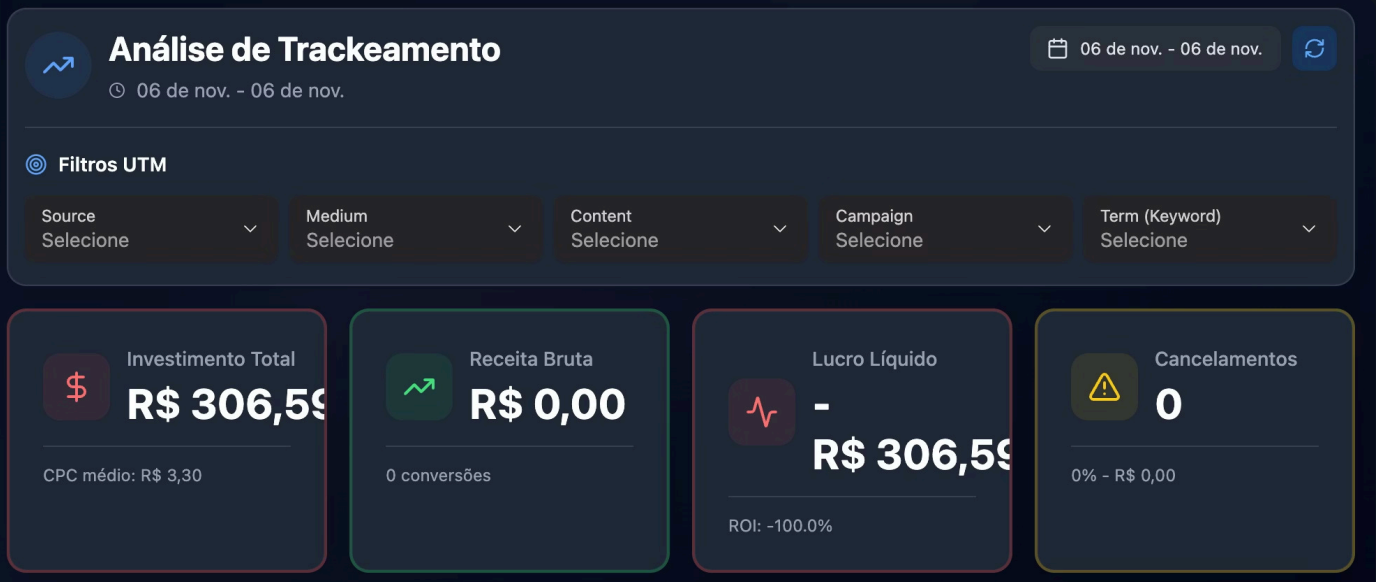 Análise de Trackeamento
06 de nov. - 06 de nov.
06 de nov. - 06 de nov.
Filtros UTM
Source
Selecione
Medium
Selecione
Content
Selecione
Campaign
Selecione
Term (Keyword)
Selecione
Investimento Total
R$ 306,59
CPC médio: R$ 3,30
Receita Bruta
R$ 0,00
0 conversões
Lucro Líquido
-
R$ 306,59
ROI: -100.0%
Cancelamentos
0
0% - R$ 0,00